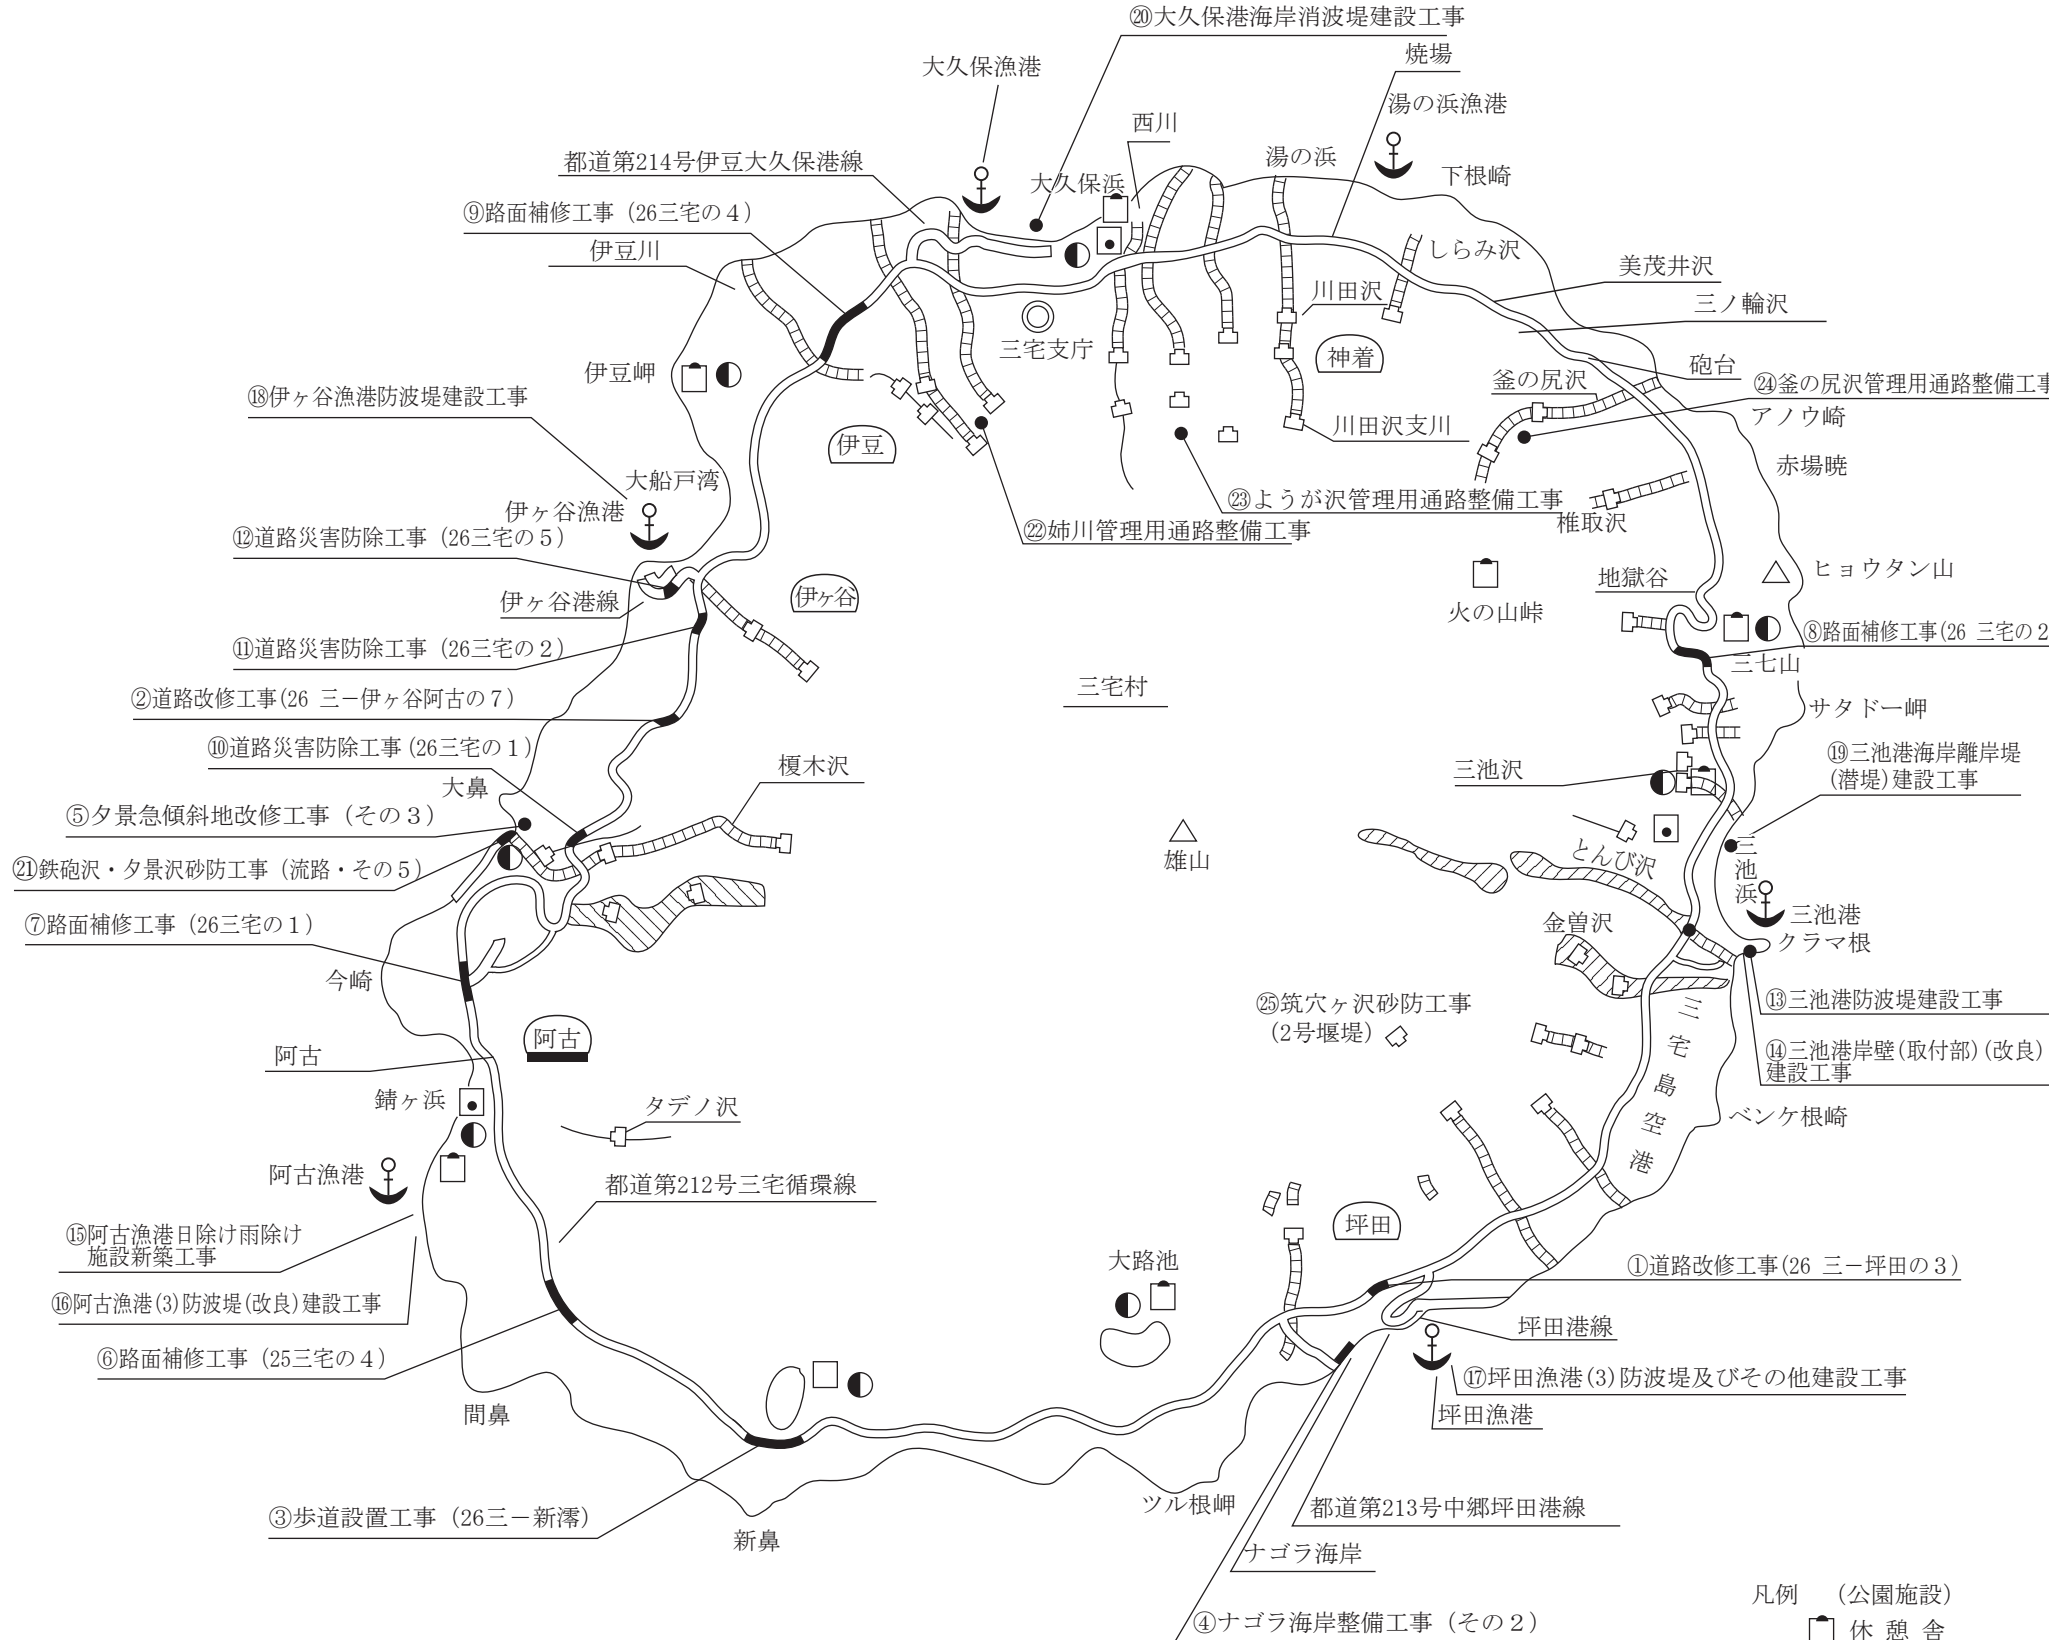 ⑳大久保港海岸消波堤建設工事
焼場
大久保漁港
湯の浜漁港
西川
都道第214号伊豆大久保港線
湯の浜
下根崎
大久保浜
⑨路面補修工事（26三宅の４）
伊豆川
しらみ沢
美茂井沢
川田沢
三ノ輪沢
三宅支庁
神着
伊豆岬
砲台
釜の尻沢
㉔釜の尻沢管理用通路整備工事
⑱伊ヶ谷漁港防波堤建設工事
アノウ崎
川田沢支川
伊豆
赤場暁
大船戸湾
㉓ようが沢管理用通路整備工事
伊ヶ谷漁港
椎取沢
㉒姉川管理用通路整備工事
⑫道路災害防除工事（26三宅の５）
ヒョウタン山
地獄谷
伊ヶ谷
伊ヶ谷港線
火の山峠
⑧路面補修工事(26 三宅の２
⑪道路災害防除工事（26三宅の２）
三七山
三宅村
②道路改修工事(26 三－伊ヶ谷阿古の７)
サタドー岬
⑩道路災害防除工事(26三宅の１)
⑲三池港海岸離岸堤
(潜堤)建設工事
榎木沢
三池沢
大鼻
⑤夕景急傾斜地改修工事（その３）
三池浜
とんび沢
雄山
㉑鉄砲沢・夕景沢砂防工事（流路・その５）
三池港
⑦路面補修工事（26三宅の１）
金曽沢
クラマ根
今崎
㉕筑穴ヶ沢砂防工事
(2号堰堤)
⑬三池港防波堤建設工事
三宅島空港
阿古
阿古
⑭三池港岸壁(取付部)(改良)
建設工事
錆ヶ浜
タデノ沢
ベンケ根崎
阿古漁港
都道第212号三宅循環線
坪田
⑮阿古漁港日除け雨除け
施設新築工事
大路池
①道路改修工事(26 三－坪田の３)
⑯阿古漁港(3)防波堤(改良)建設工事
坪田港線
⑥路面補修工事（25三宅の４）
⑰坪田漁港(3)防波堤及びその他建設工事
間鼻
坪田漁港
③歩道設置工事（26三－新澪）
新鼻
ツル根岬
都道第213号中郷坪田港線
ナゴラ海岸
④ナゴラ海岸整備工事（その２）
凡例　（公園施設）
休憩舎